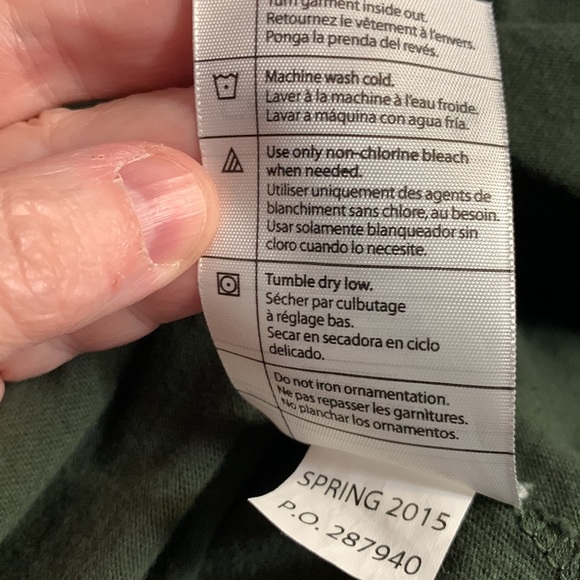 Turn garment inside out.
Retournez le vêtement à l'envers.
Ponga la prenda del revés.
Machine wash cold.
Laver à la machine à l'eau froide.
Lavar a máquina con agua fría.
Use only non-chlorine bleach
when needed.
Utiliser uniquement des agents de
blanchiment sans chlore, au besoin.
Usar solamente blanqueador sin
cloro cuando lo necesite.
Tumble dry low.
Sécher par culbutage
à réglage bas.
Secar en secadora en ciclo
delicado.
Do not iron ornamentation.
Ne pas repasser les garnitures.
No planchar los ornamentos.
SPRING 2015
P.O. 287940